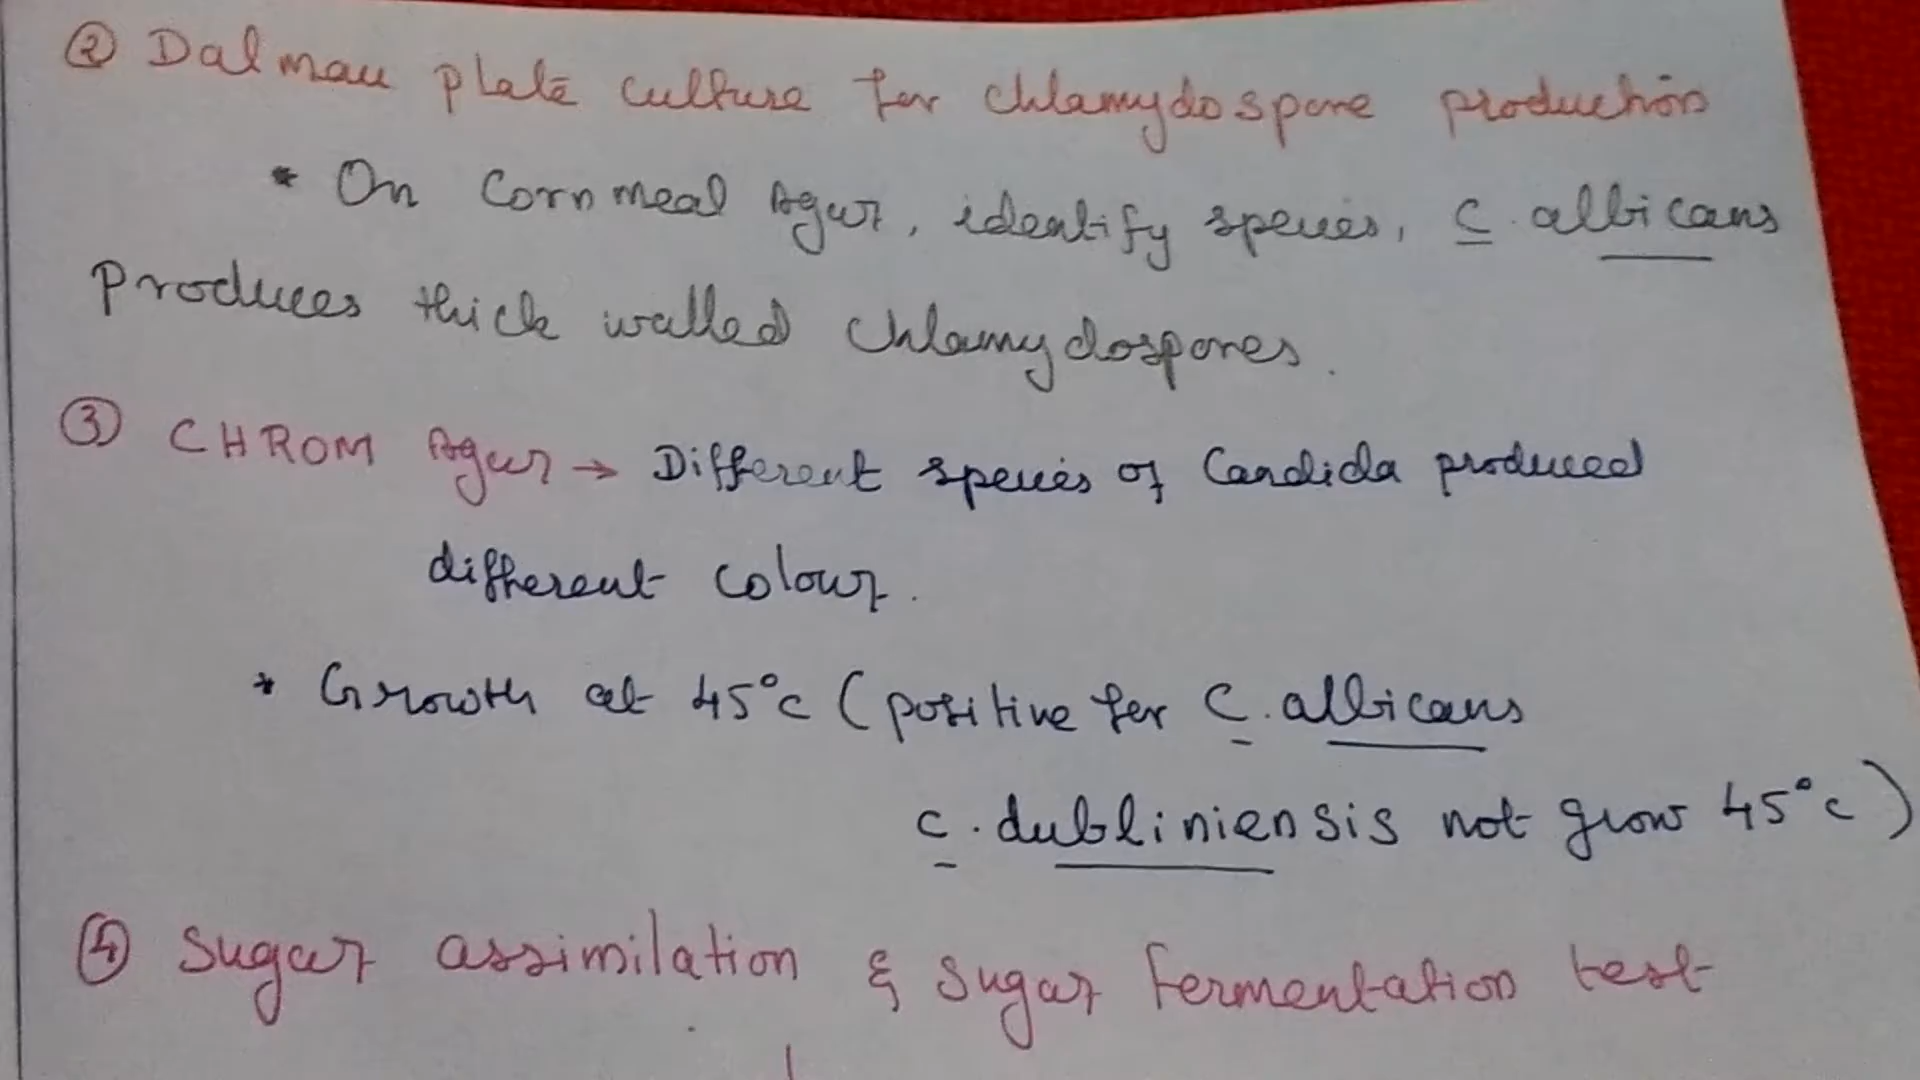 ② Dalmau plate culture for chlamydospore production
* On Cornmeal Agar, identify species, C. albicans
Produces thick walled chlamydospores.
③ CHROM Agar → Different species of Candida produced
different colour.
* Growth at 45°c (positive for C. albicans
c. dubliniensis not grow 45°c)
④ Sugar assimilation & Sugar Fermentation test